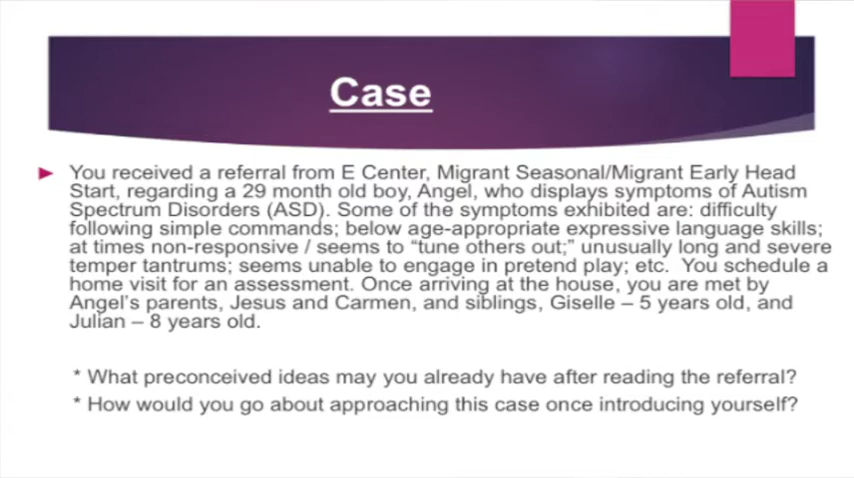 Case
You received a referral from E Center, Migrant Seasonal/Migrant Early Head
Start, regarding a 29 month old boy, Angel, who displays symptoms of Autism
Spectrum Disorders (ASD). Some of the symptoms exhibited are: difficulty
following simple commands; below age-appropriate expressive language skills;
at times non-responsive / seems to “tune others out;” unusually long and severe
temper tantrums; seems unable to engage in pretend play; etc. You schedule a
home visit for an assessment. Once arriving at the house, you are met by
Angel’s parents, Jesus and Carmen, and siblings, Giselle – 5 years old, and
Julian – 8 years old.
* What preconceived ideas may you already have after reading the referral?
* How would you go about approaching this case once introducing yourself?